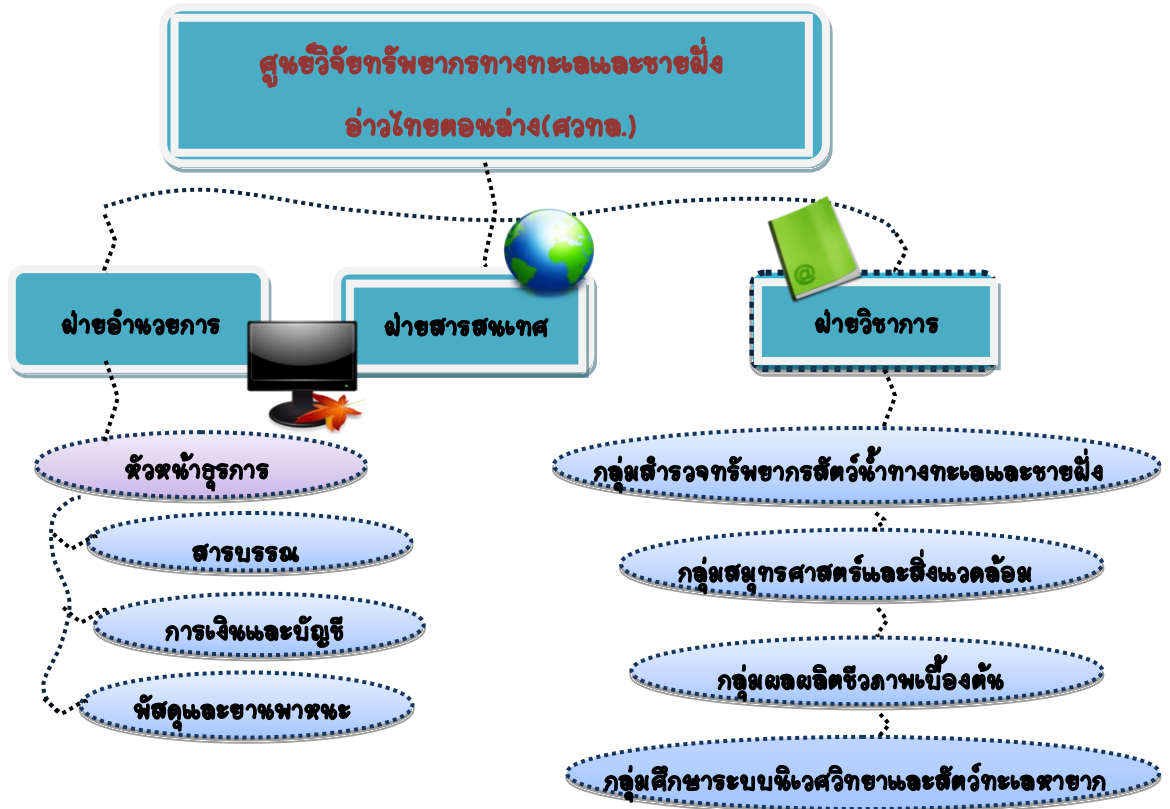 ศูนย์วิจัยทรัพยากรทางทะเลและชายฝั่ง
อ่าวไทยตอนล่าง(ศวทล.)
ฝ่ายอำนวยการ
ฝ่ายสารสนเทศ
ฝ่ายวิชาการ
หัวหน้าธุรการ
สารบรรณ
การเงินและบัญชี
พัสดุและยานพาหนะ
กลุ่มสำรวจทรัพยากรสัตว์น้ำทางทะเลและชายฝั่ง
กลุ่มสมุทรศาสตร์และสิ่งแวดล้อม
กลุ่มผลผลิตชีวภาพเบื้องต้น
กลุ่มศึกษาระบบนิเวศวิทยาและสัตว์ทะเลหายาก
@